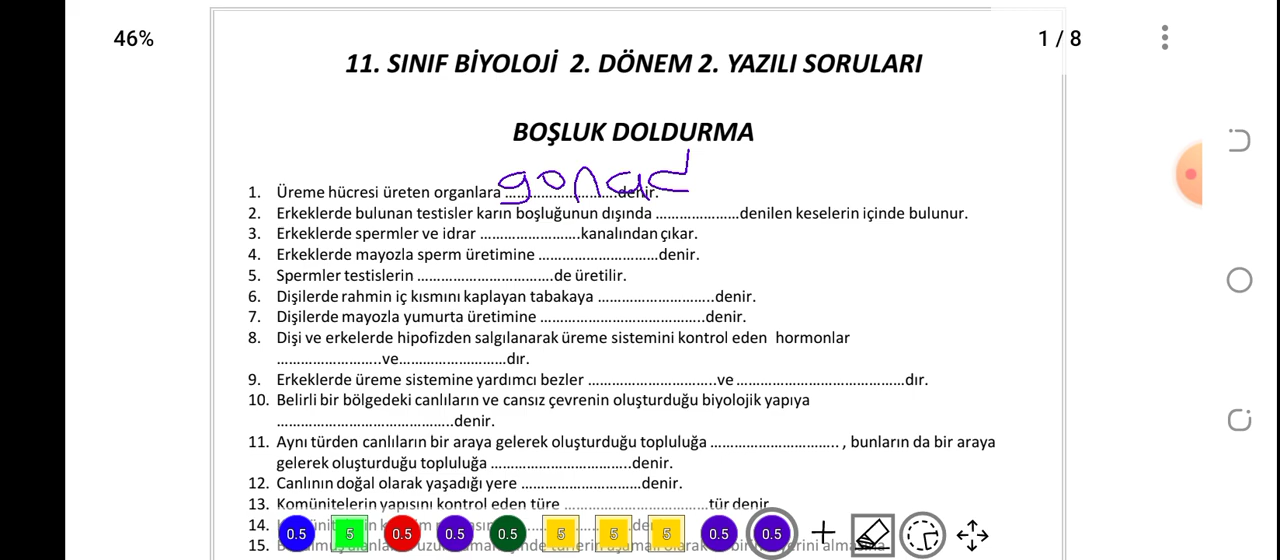 46%
1 / 8
11. SINIF BİYOLOJİ 2. DÖNEM 2. YAZILI SORULARI
BOŞLUK DOLDURMA
gonad
1. Üreme hücresi üreten organlara ............................denir.
2. Erkeklerde bulunan testisler karın boşluğunun dışında .....................denilen keselerin içinde bulunur.
3. Erkeklerde spermler ve idrar .........................kanalından çıkar.
4. Erkeklerde mayozla sperm üretimine ..............................denir.
5. Spermler testislerin ..................................de üretilir.
6. Dişilerde rahmin iç kısmını kaplayan tabakaya .............................denir.
7. Dişilerde mayozla yumurta üretimine .........................................denir.
8. Dişi ve erkelerde hipofizden salgılanarak üreme sistemini kontrol eden hormonlar
..........................ve...........................dır.
9. Erkeklerde üreme sistemine yardımcı bezler ................................ve ..........................................dır.
10. Belirli bir bölgedeki canlıların ve cansız çevrenin oluşturduğu biyolojik yapıya
............................................denir.
11. Aynı türden canlıların bir araya gelerek oluşturduğu topluluğa ................................ , bunların da bir araya
gelerek oluşturduğu topluluğa ...................................denir.
12. Canlının doğal olarak yaşadığı yere ..............................denir.
13. Komünitelerin yapısını kontrol eden türe ....................................tür denir
14.
15.
0.5 5 0.5 0.5 0.5 5 5 5 0.5 0.5